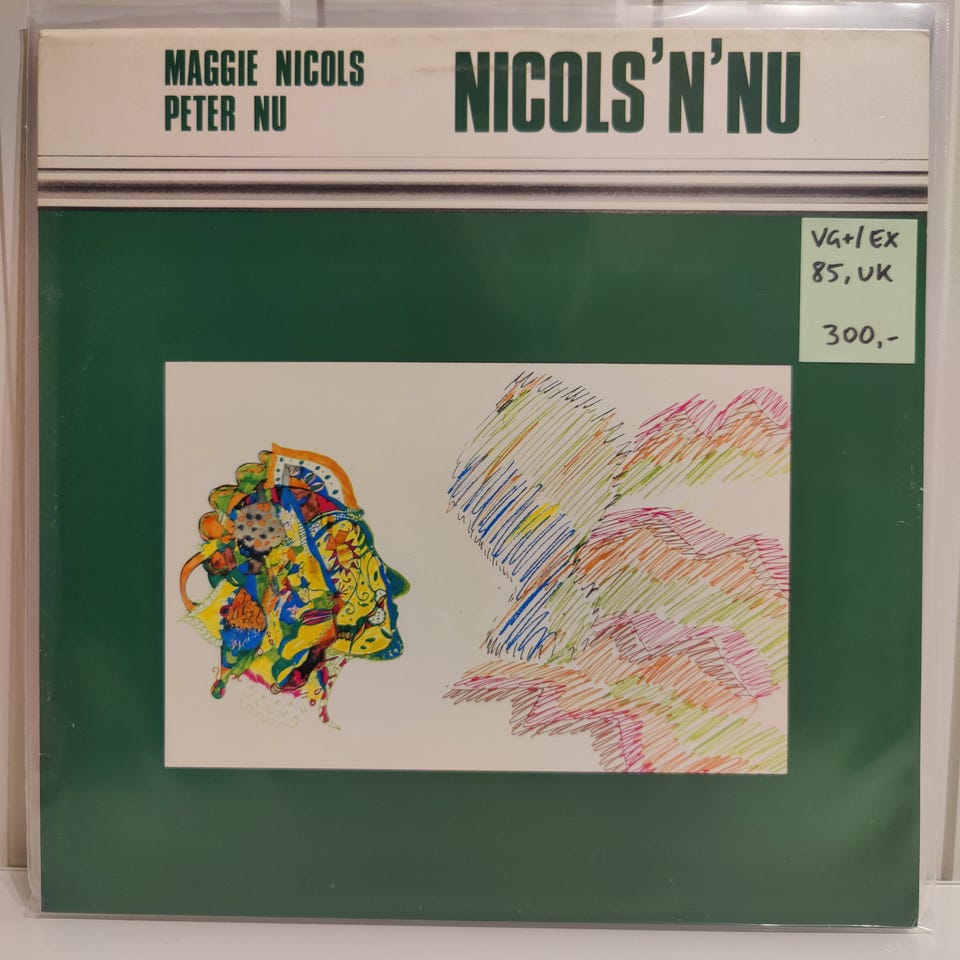 MAGGIE NICOLS
PETER NU
NICOLS'N'NU
VG+/EX
85, UK
300,-